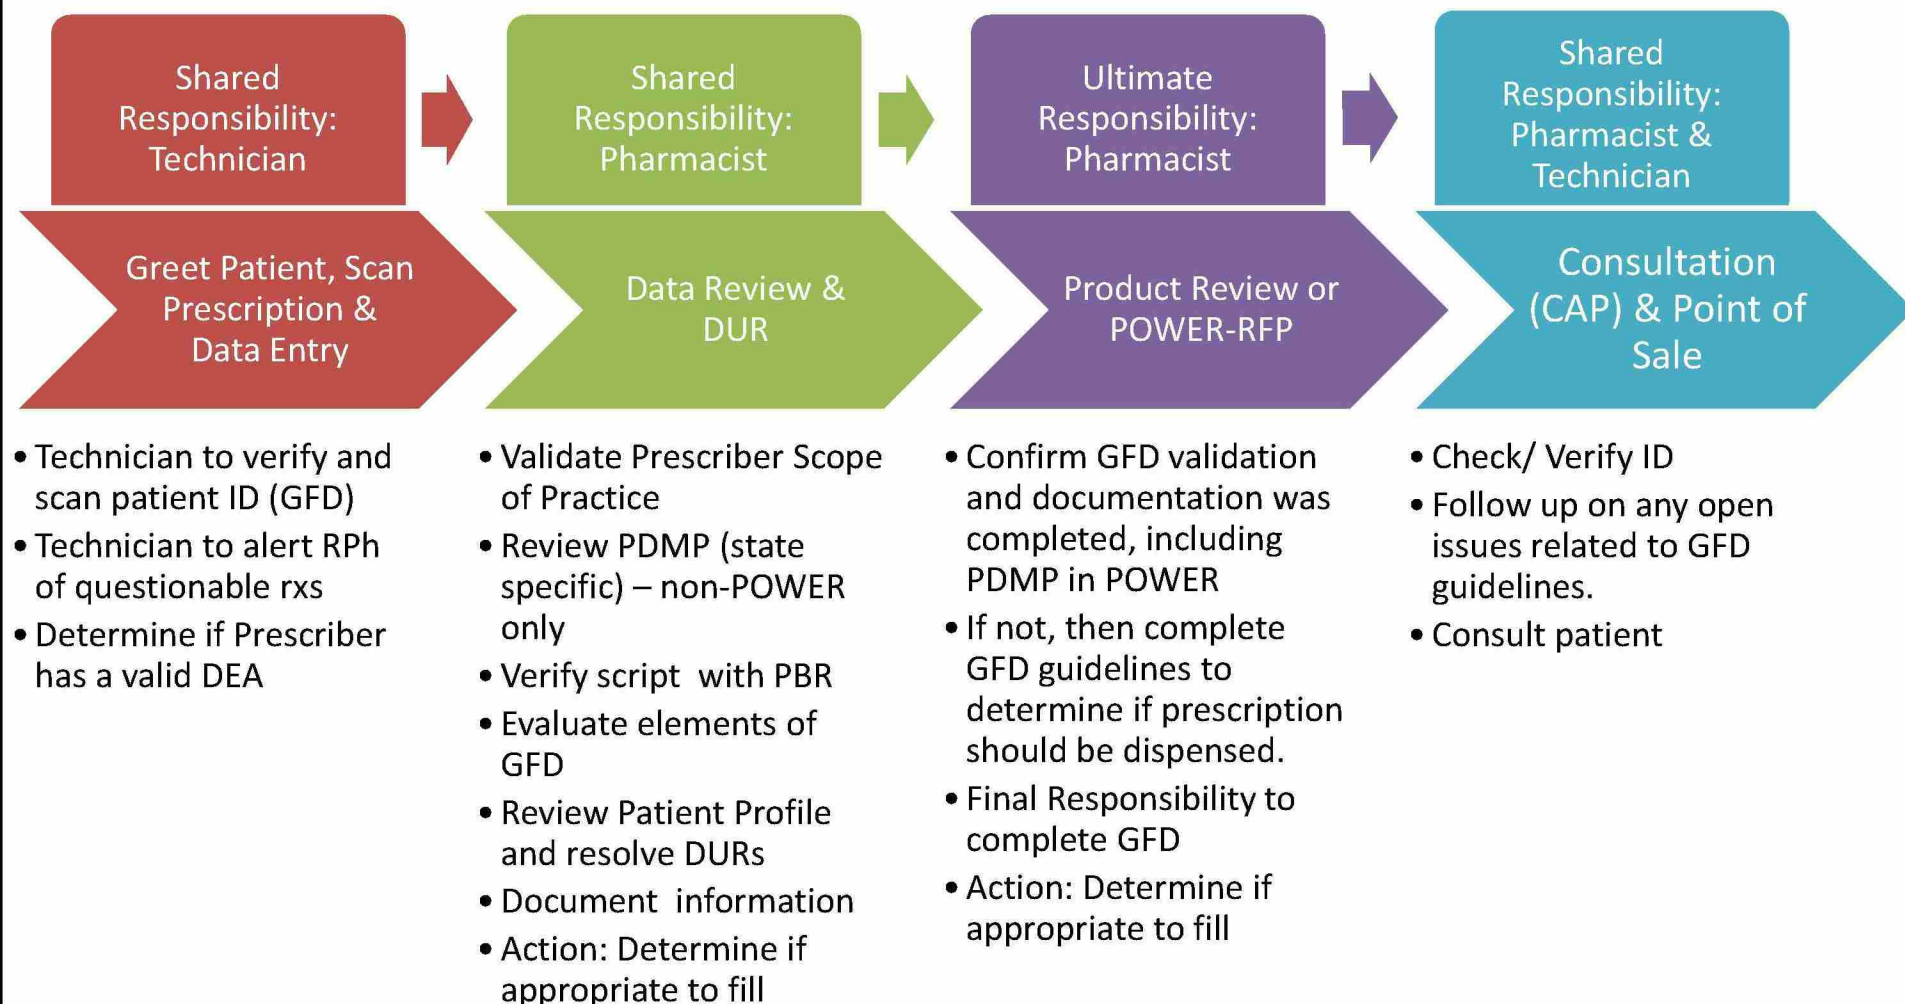 Shared
Responsibility:
Technician
Greet Patient, Scan
Prescription &
Data Entry
• Technician to verify and
scan patient ID (GFD)
• Technician to alert RPh
of questionable rxs
• Determine if Prescriber
has a valid DEA
Shared
Responsibility:
Pharmacist
Data Review &
DUR
• Validate Prescriber Scope
of Practice
• Review PDMP (state
specific) – non-POWER
only
• Verify script with PBR
• Evaluate elements of
GFD
• Review Patient Profile
and resolve DURs
• Document information
• Action: Determine if
appropriate to fill
Ultimate
Responsibility:
Pharmacist
Product Review or
POWER-RFP
• Confirm GFD validation
and documentation was
completed, including
PDMP in POWER
• If not, then complete
GFD guidelines to
determine if prescription
should be dispensed.
• Final Responsibility to
complete GFD
• Action: Determine if
appropriate to fill
Shared
Responsibility:
Pharmacist &
Technician
Consultation
(CAP) & Point of
Sale
• Check/ Verify ID
• Follow up on any open
issues related to GFD
guidelines.
• Consult patient